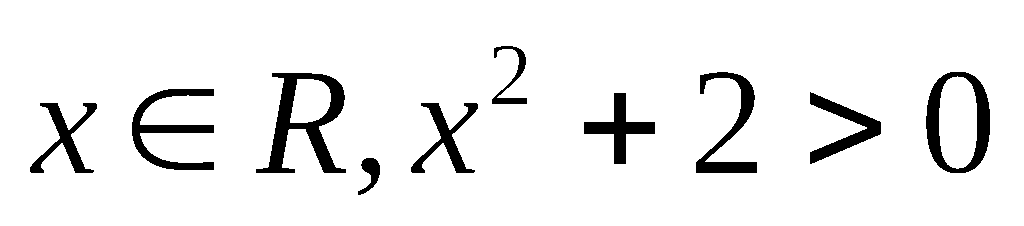 x ∈ R, x² + 2 > 0